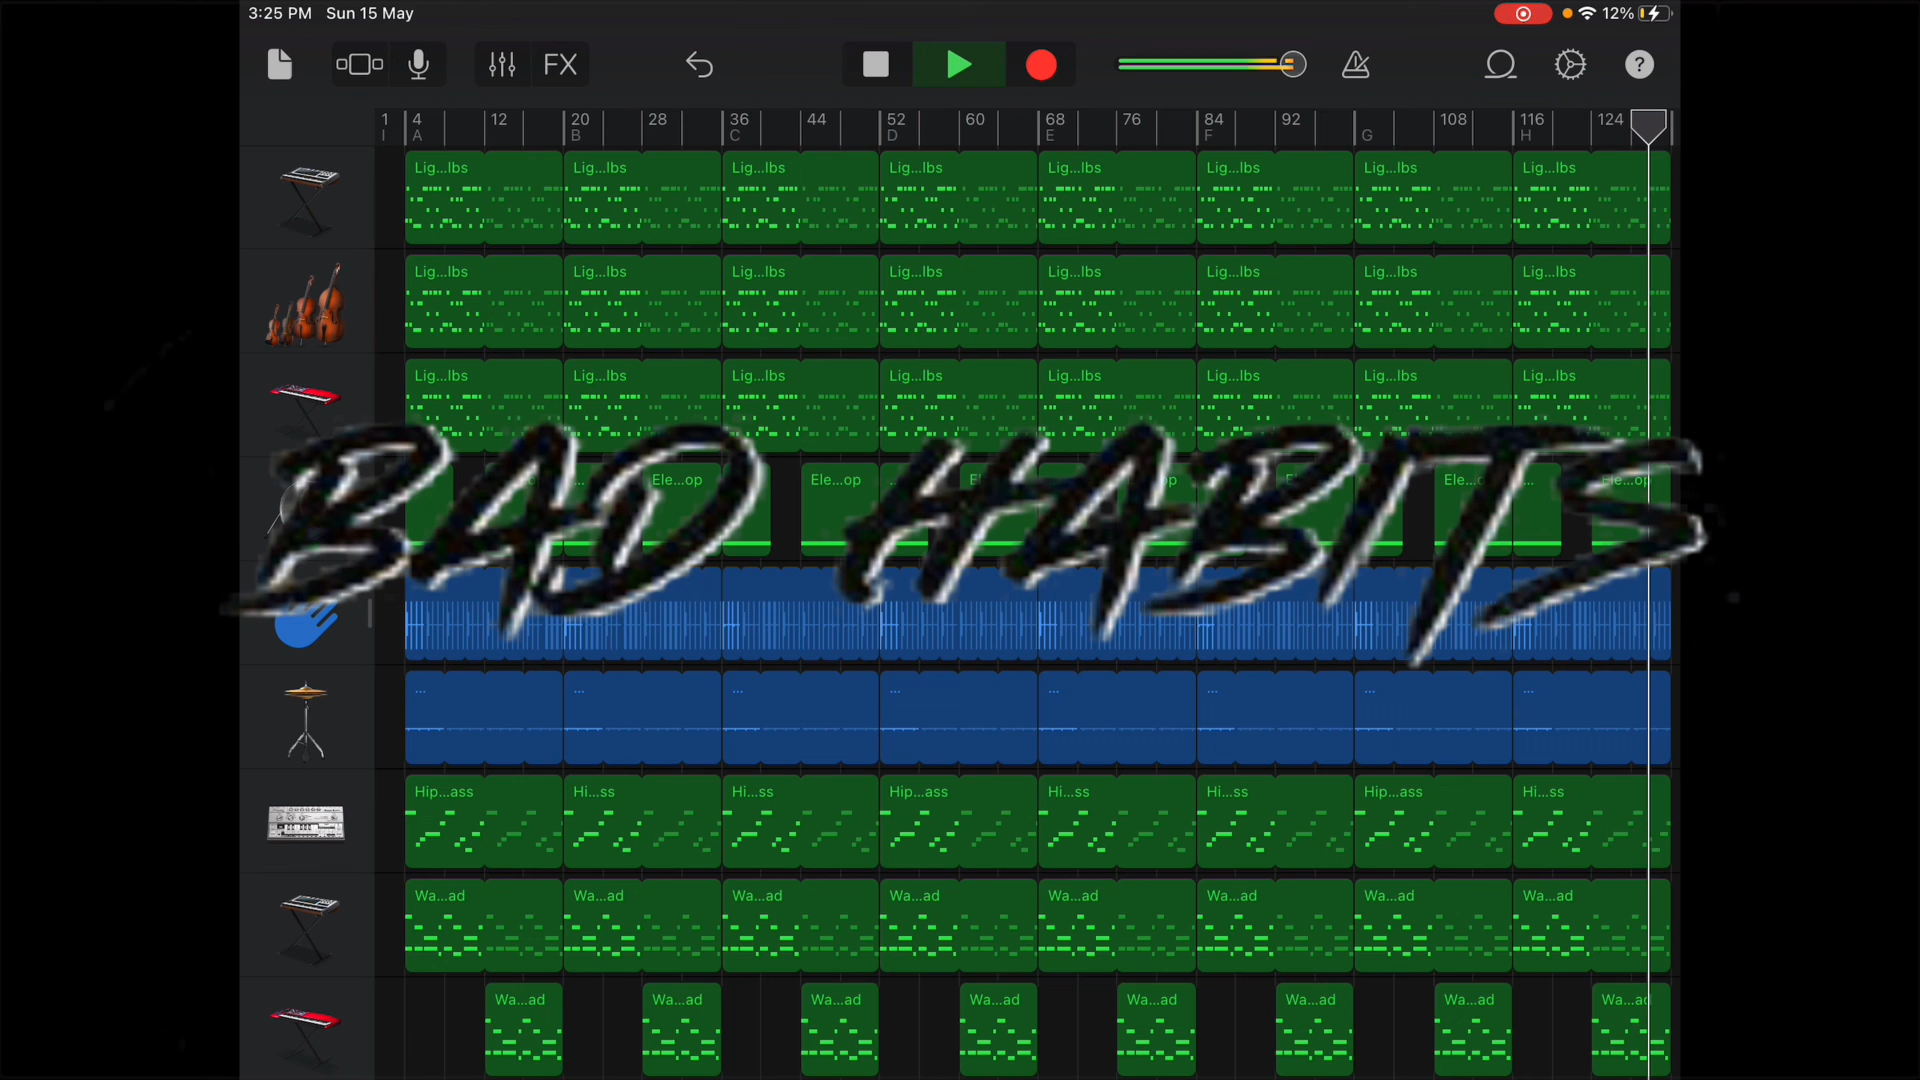 3:25 PM Sun 15 May 12%
FX ?
1 4 12 20 28 36 44 52 60 68 76 84 92 108 116 124
I A B C D E F G H
Lig...lbs Lig...lbs Lig...lbs Lig...lbs Lig...lbs Lig...lbs Lig...lbs Lig...lbs
Lig...lbs Lig...lbs Lig...lbs Lig...lbs Lig...lbs Lig...lbs Lig...lbs Lig...lbs
Lig...lbs Lig...lbs Lig...lbs Lig...lbs Lig...lbs Lig...lbs Lig...lbs Lig...lbs
Ele...op Ele...op
BAD HABITS
... ... ... ... ... ... ... ...
Hip...ass Hi...ss Hi...ss Hip...ass Hi...ss Hi...ss Hip...ass Hi...ss
Wa...ad Wa...ad Wa...ad Wa...ad Wa...ad Wa...ad Wa...ad Wa...ad
Wa...ad Wa...ad Wa...ad Wa...ad Wa...ad Wa...ad Wa...ad Wa...ad